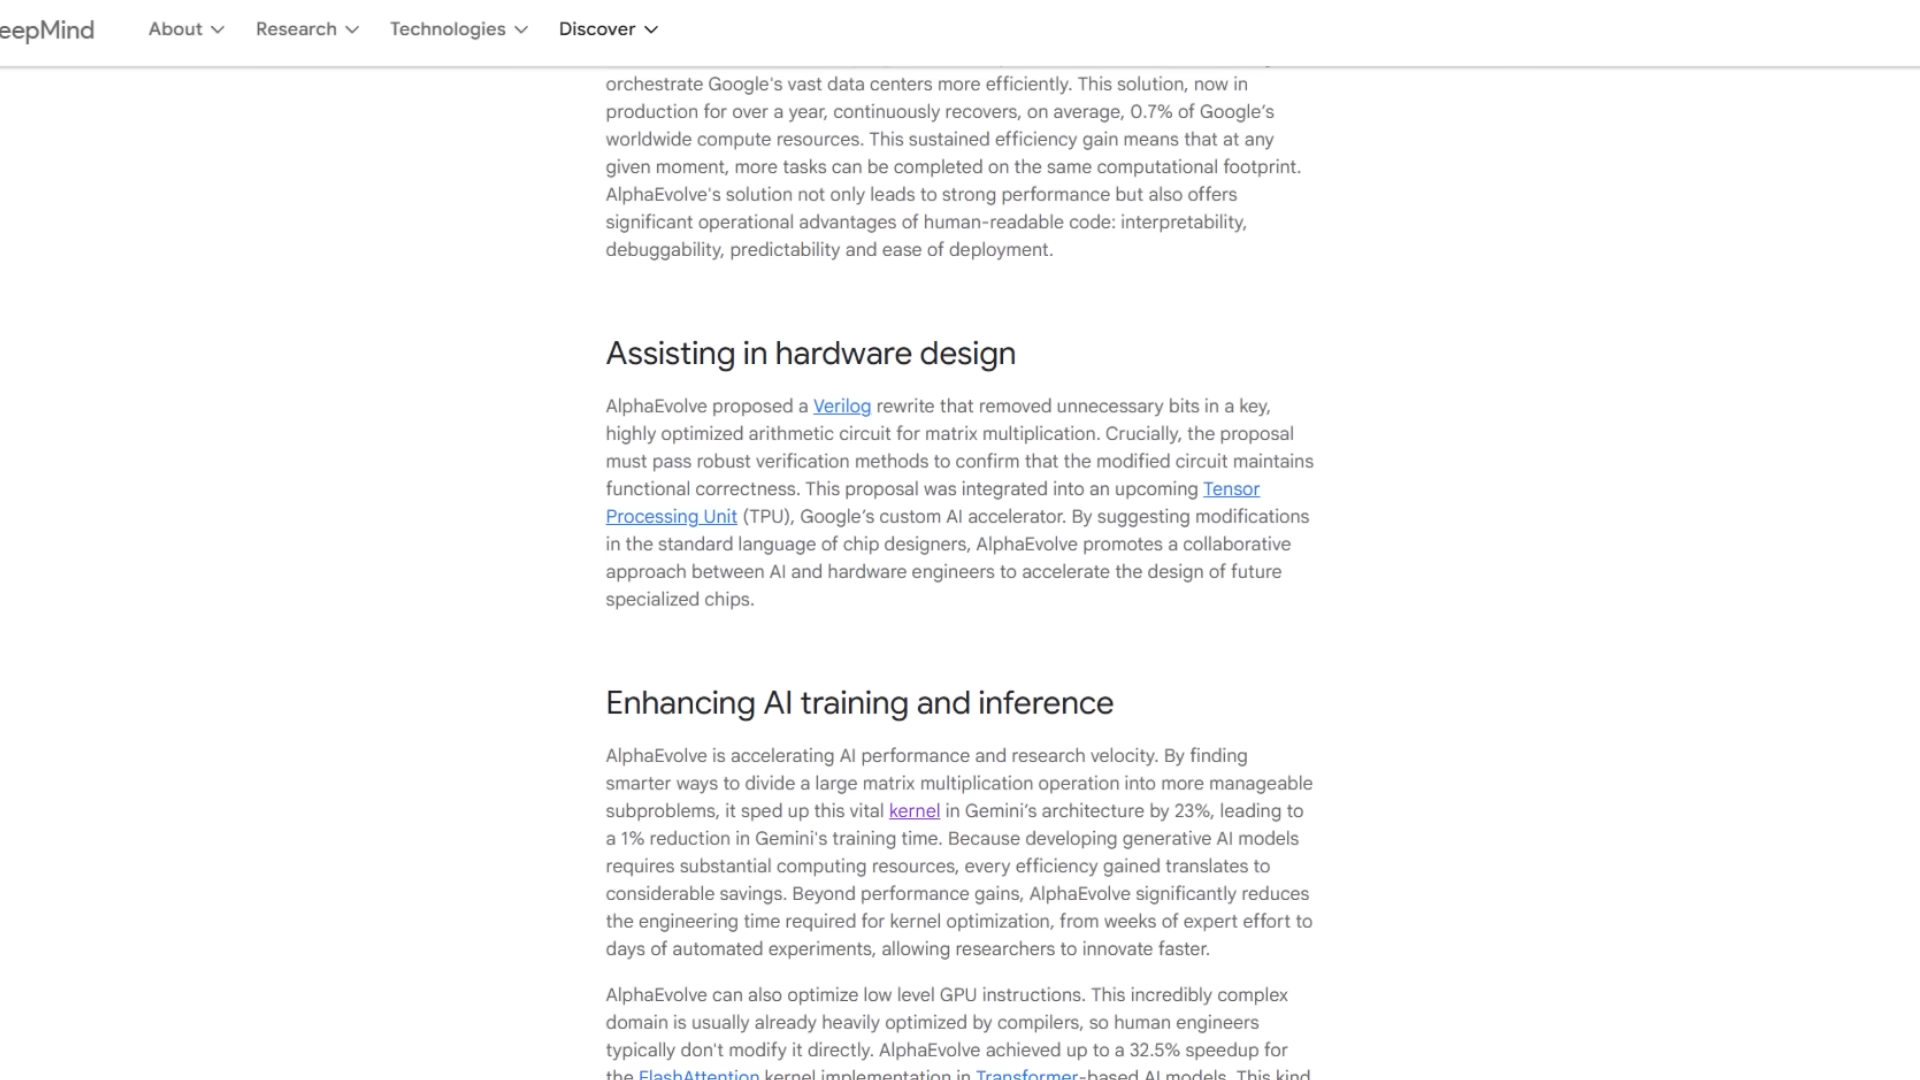 eepMind
About
Research
Technologies
Discover
orchestrate Google's vast data centers more efficiently. This solution, now in
production for over a year, continuously recovers, on average, 0.7% of Google’s
worldwide compute resources. This sustained efficiency gain means that at any
given moment, more tasks can be completed on the same computational footprint.
AlphaEvolve's solution not only leads to strong performance but also offers
significant operational advantages of human-readable code: interpretability,
debuggability, predictability and ease of deployment.
Assisting in hardware design
AlphaEvolve proposed a Verilog rewrite that removed unnecessary bits in a key,
highly optimized arithmetic circuit for matrix multiplication. Crucially, the proposal
must pass robust verification methods to confirm that the modified circuit maintains
functional correctness. This proposal was integrated into an upcoming Tensor
Processing Unit (TPU), Google’s custom AI accelerator. By suggesting modifications
in the standard language of chip designers, AlphaEvolve promotes a collaborative
approach between AI and hardware engineers to accelerate the design of future
specialized chips.
Enhancing AI training and inference
AlphaEvolve is accelerating AI performance and research velocity. By finding
smarter ways to divide a large matrix multiplication operation into more manageable
subproblems, it sped up this vital kernel in Gemini’s architecture by 23%, leading to
a 1% reduction in Gemini's training time. Because developing generative AI models
requires substantial computing resources, every efficiency gained translates to
considerable savings. Beyond performance gains, AlphaEvolve significantly reduces
the engineering time required for kernel optimization, from weeks of expert effort to
days of automated experiments, allowing researchers to innovate faster.
AlphaEvolve can also optimize low level GPU instructions. This incredibly complex
domain is usually already heavily optimized by compilers, so human engineers
typically don't modify it directly. AlphaEvolve achieved up to a 32.5% speedup for
the FlashAttention kernel implementation in Transformer-based AI models. This kind